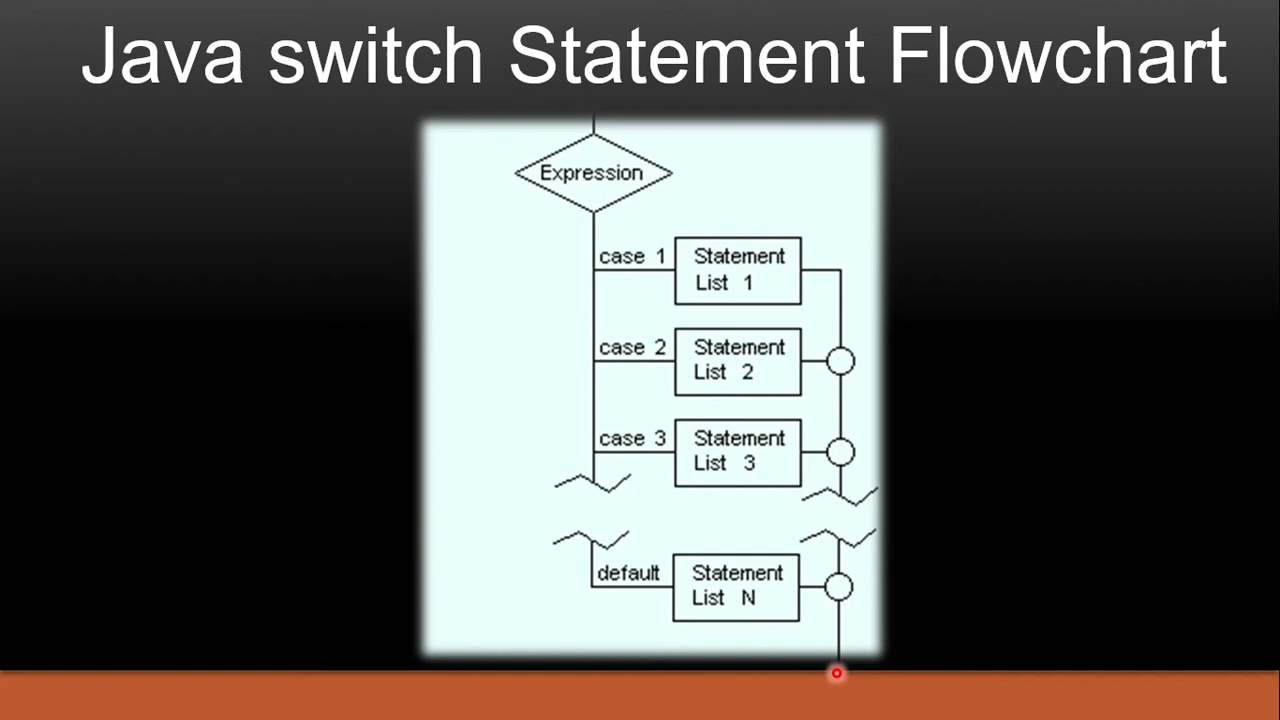 Java switch Statement Flowchart
Expression
case 1
Statement
List 1
case 2
Statement
List 2
case 3
Statement
List 3
default
Statement
List N